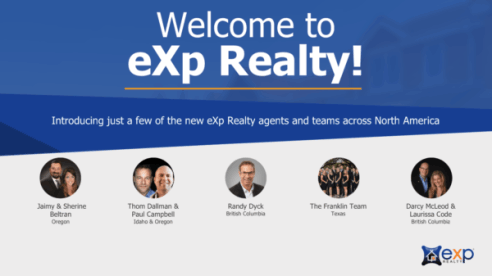 Welcome to
eXp Realty!
Introducing just a few of the new eXp Realty agents and teams across North America
Jaimy & Sherine
Beltran
Oregon
Thom Dallman &
Paul Campbell
Idaho & Oregon
Randy Dyck
British Columbia
The Franklin Team
Texas
Darcy McLeod &
Laurissa Code
British Columbia
exp
REALTY